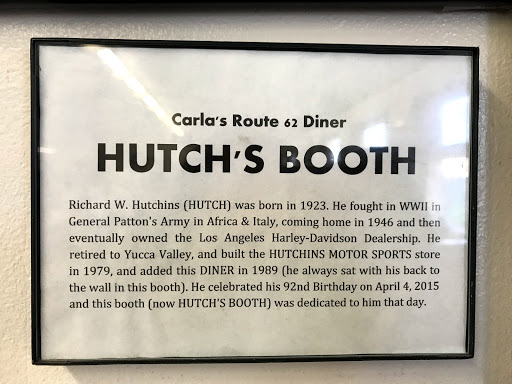 Carla's Route 62 Diner
HUTCH'S BOOTH
Richard W. Hutchins (HUTCH) was born in 1923. He fought in WWII in
General Patton's Army in Africa & Italy, coming home in 1946 and then
eventually owned the Los Angeles Harley-Davidson Dealership. He
retired to Yucca Valley, and built the HUTCHINS MOTOR SPORTS store
in 1979, and added this DINER in 1989 (he always sat with his back to
the wall in this booth). He celebrated his 92nd Birthday on April 4, 2015
and this booth (now HUTCH'S BOOTH) was dedicated to him that day.